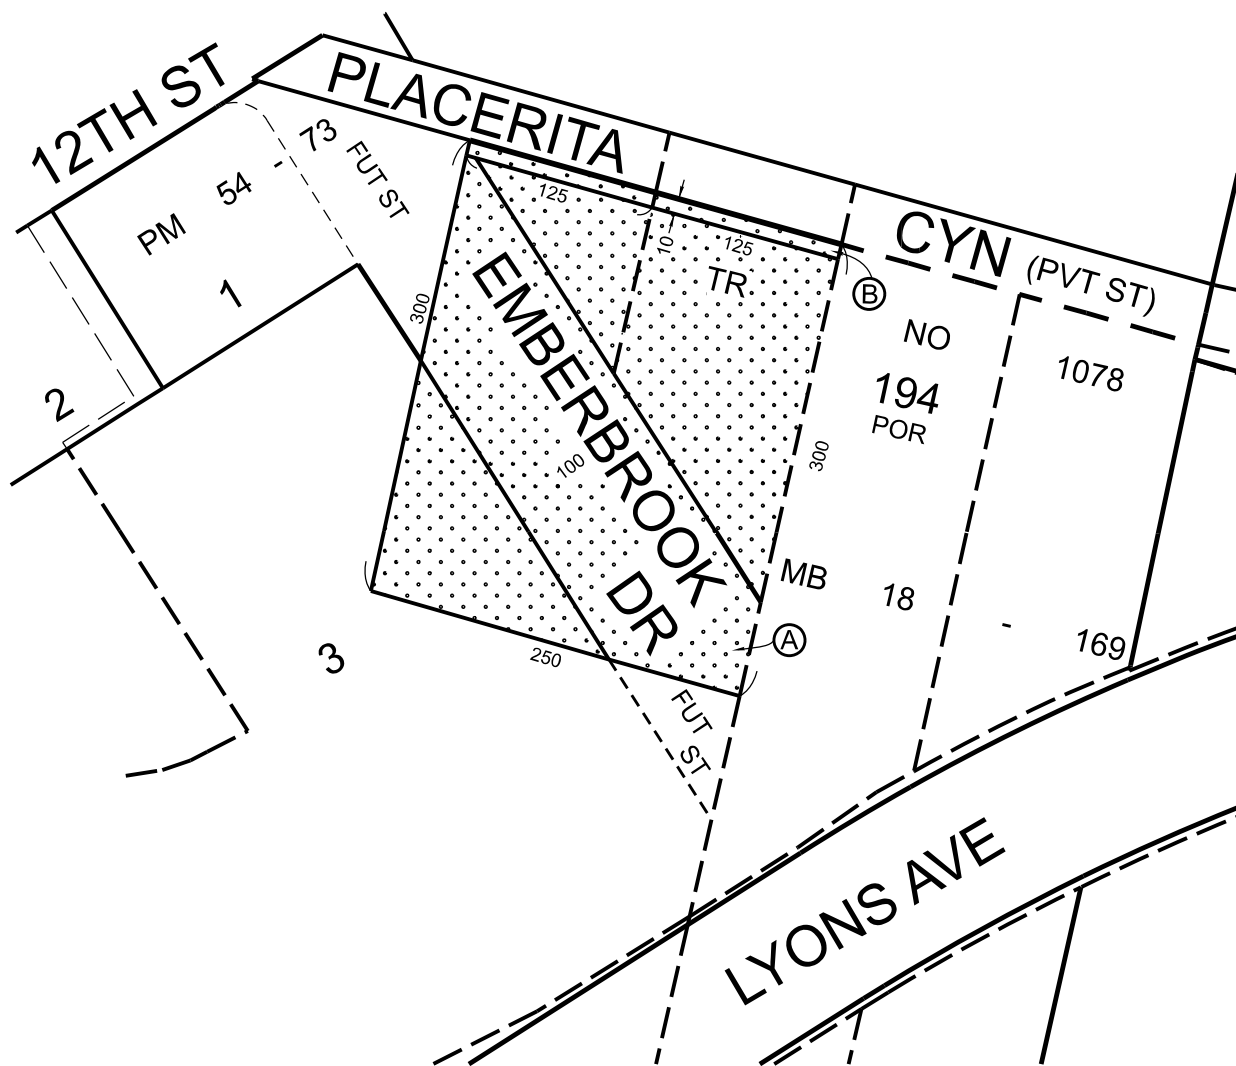 12TH ST
PLACERITA
CYN
(PVT ST)
PM 54 - 73
FUT ST
1
2
3
125
10
125
TR
NO
194
POR
1078
300
EMBERBROOK
DR
100
300
250
B
A
MB
18
-
169
FUT
ST
LYONS AVE